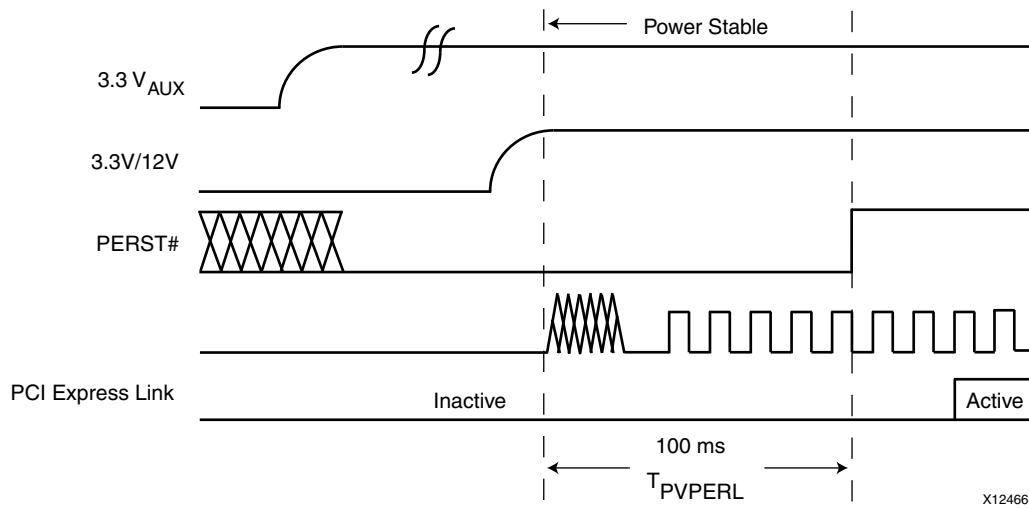 Power Stable
3.3 VAUX
3.3V/12V
PERST#
PCI Express Link
Inactive
Active
100 ms
TPVPERL
X12466